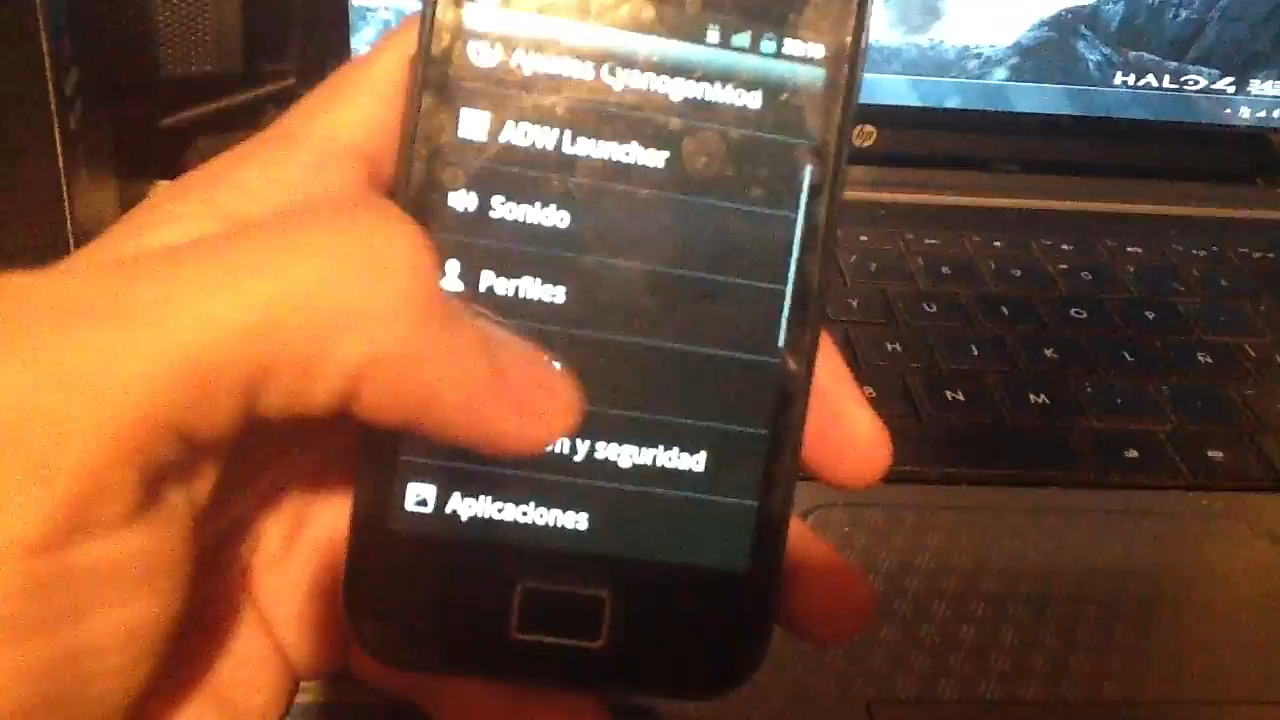 Ajustes CyanogenMod
ADW Launcher
Sonido
Perfiles
y seguridad
Aplicaciones
HALO 4
hp
Y U I O P
H J K L Ñ
B N M